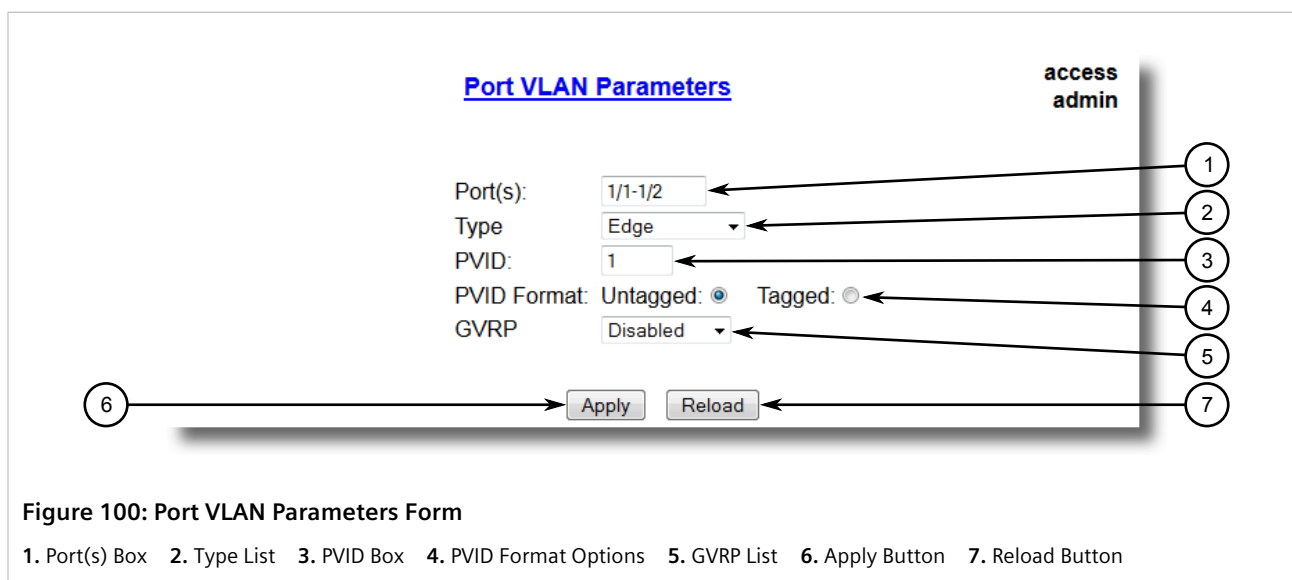 Port VLAN Parameters
access
admin
Port(s): 1/1-1/2
1
Type Edge
2
PVID: 1
3
PVID Format: Untagged: Tagged:
4
GVRP Disabled
5
6
Apply Reload
7
Figure 100: Port VLAN Parameters Form
1. Port(s) Box 2. Type List 3. PVID Box 4. PVID Format Options 5. GVRP List 6. Apply Button 7. Reload Button